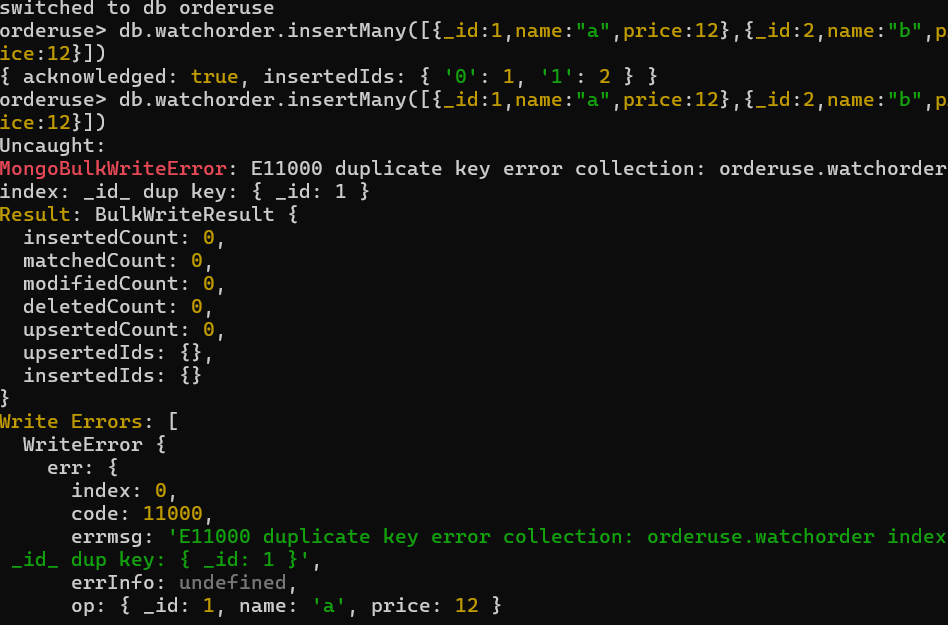 switched to db orderuse
orderuse> db.watchorder.insertMany([{_id:1,name:"a",price:12},{_id:2,name:"b",p
ice:12}])
{ acknowledged: true, insertedIds: { '0': 1, '1': 2 } }
orderuse> db.watchorder.insertMany([{_id:1,name:"a",price:12},{_id:2,name:"b",p
ice:12}])
Uncaught:
MongoBulkWriteError: E11000 duplicate key error collection: orderuse.watchorder
index: _id_ dup key: { _id: 1 }
Result: BulkWriteResult {
  insertedCount: 0,
  matchedCount: 0,
  modifiedCount: 0,
  deletedCount: 0,
  upsertedCount: 0,
  upsertedIds: {},
  insertedIds: {}
}
Write Errors: [
  WriteError {
    err: {
      index: 0,
      code: 11000,
      errmsg: 'E11000 duplicate key error collection: orderuse.watchorder index
 _id_ dup key: { _id: 1 }',
      errInfo: undefined,
      op: { _id: 1, name: 'a', price: 12 }